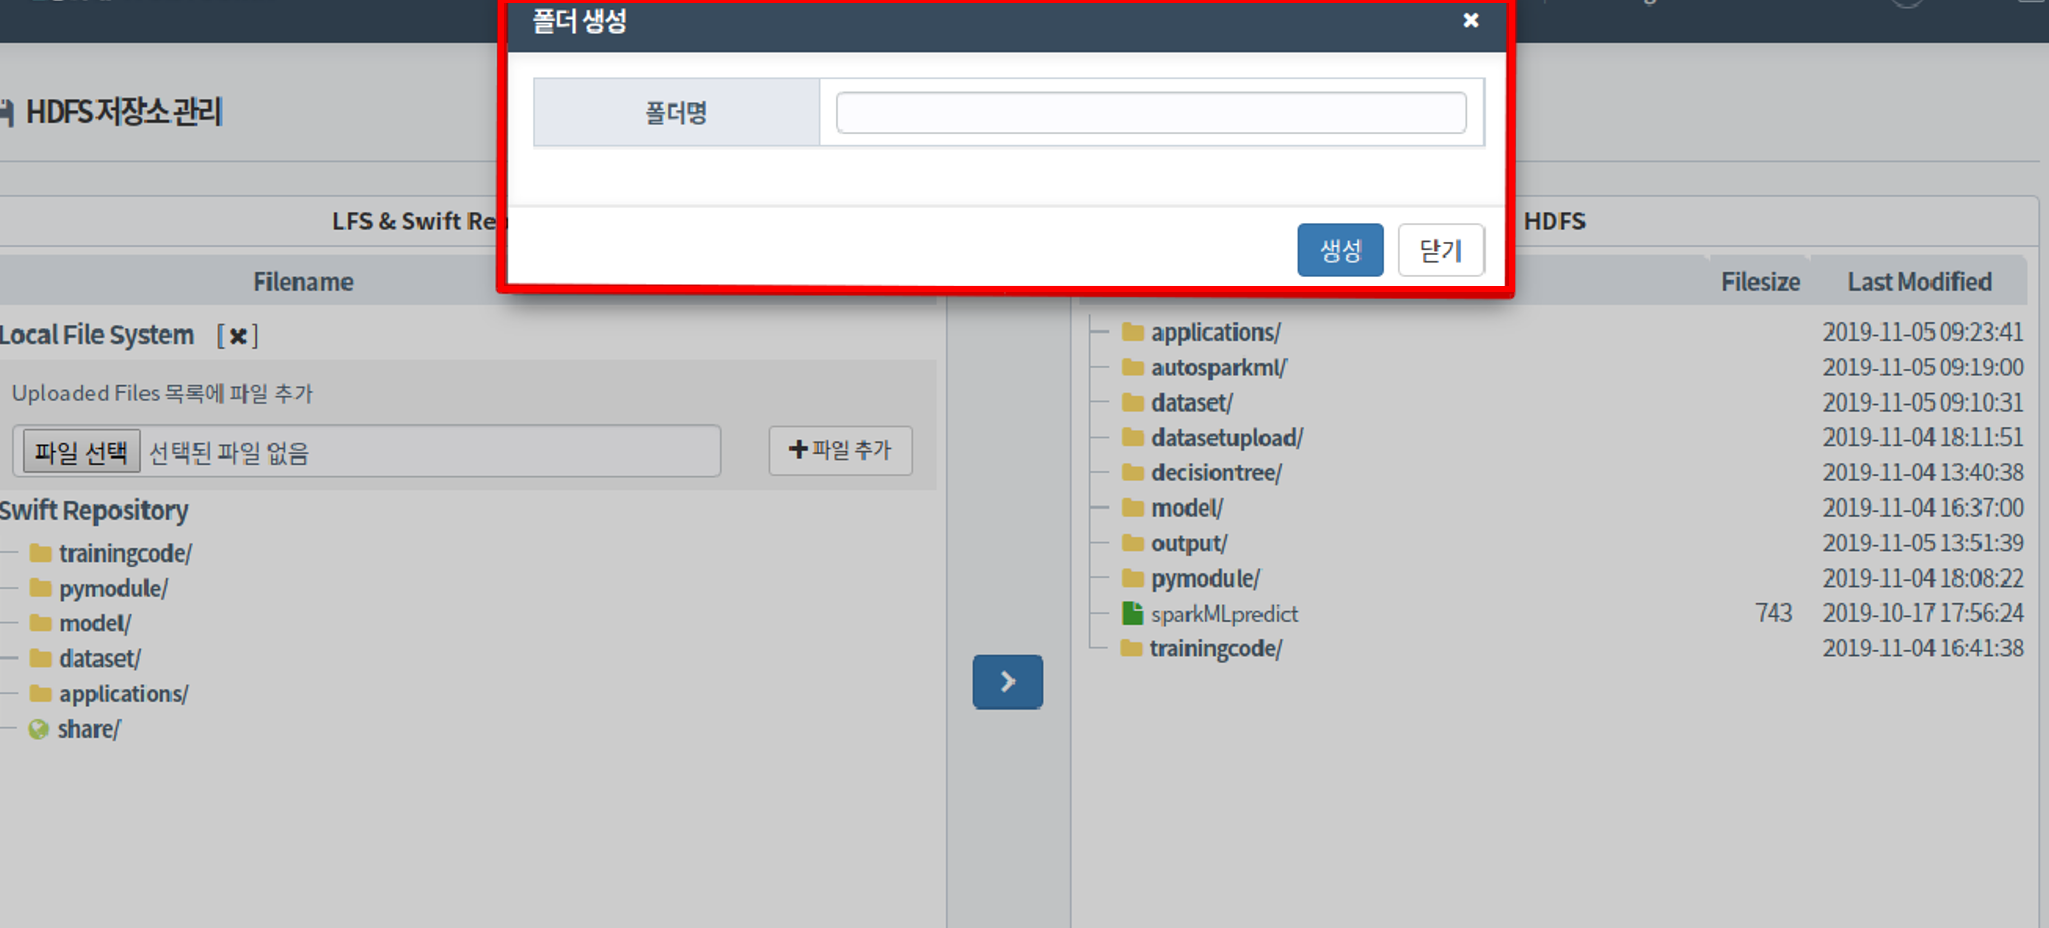 폴더 생성
HDFS 저장소 관리
폴더명
생성 닫기
LFS & Swift
HDFS
Filename
Filesize Last Modified
Local File System [✖]
Uploaded Files 목록에 파일 추가
파일 선택 선택된 파일 없음
+파일 추가
Swift Repository
trainingcode/
pymodule/
model/
dataset/
applications/
share/
applications/ 2019-11-05 09:23:41
autosparkml/ 2019-11-05 09:19:00
dataset/ 2019-11-05 09:10:31
datasetupload/ 2019-11-04 18:11:51
decisiontree/ 2019-11-04 13:40:38
model/ 2019-11-04 16:37:00
output/ 2019-11-05 13:51:39
pymodule/ 2019-11-04 18:08:22
sparkMLpredict 743 2019-10-17 17:56:24
trainingcode/ 2019-11-04 16:41:38